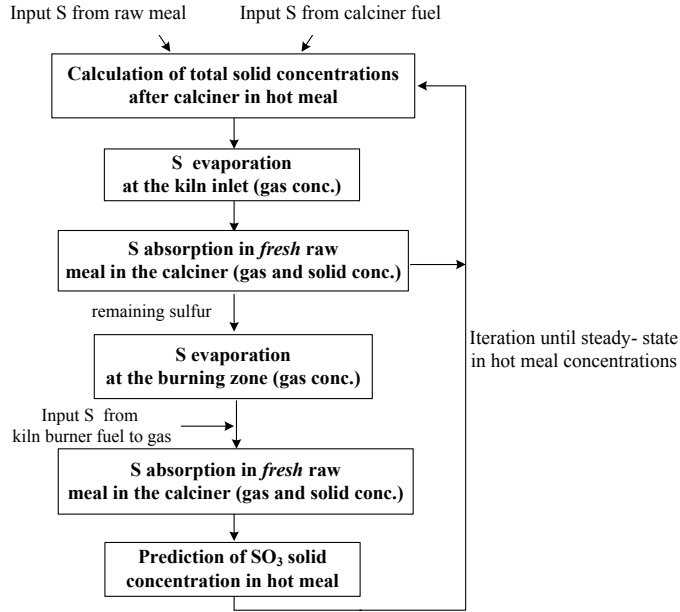 Input S from raw meal
Input S from calciner fuel
Calculation of total solid concentrations
after calciner in hot meal
S evaporation
at the kiln inlet (gas conc.)
S absorption in fresh raw
meal in the calciner (gas and solid conc.)
remaining sulfur
Iteration until steady- state
in hot meal concentrations
S evaporation
at the burning zone (gas conc.)
Input S from
kiln burner fuel to gas
S absorption in fresh raw
meal in the calciner (gas and solid conc.)
Prediction of SO₃ solid
concentration in hot meal